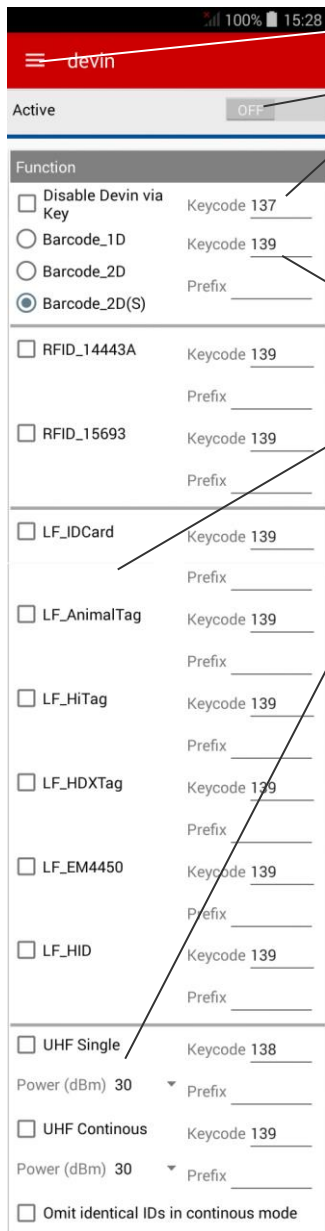 100% 15:28
devin
Active OFF
Function
Disable Devin via Key Keycode 137
Barcode_1D Keycode 139
Barcode_2D
Prefix
Barcode_2D(S)
RFID_14443A Keycode 139
Prefix
RFID_15693 Keycode 139
Prefix
LF_IDCard Keycode 139
Prefix
LF_AnimalTag Keycode 139
Prefix
LF_HiTag Keycode 139
Prefix
LF_HDXTag Keycode 139
Prefix
LF_EM4450 Keycode 139
Prefix
LF_HID Keycode 139
Prefix
UHF Single Keycode 138
Power (dBm) 30 Prefix
UHF Continous Keycode 139
Power (dBm) 30 Prefix
Omit identical IDs in continous mode